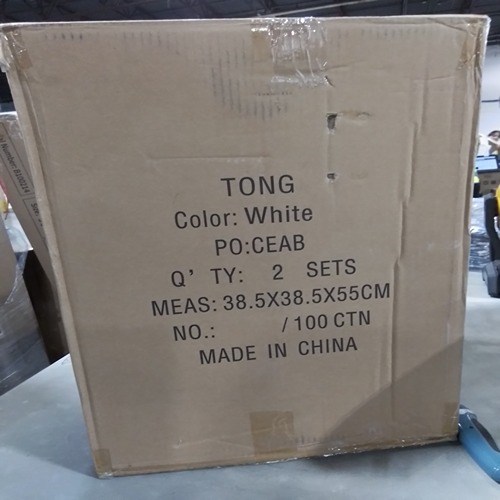 TONG
Color: White
PO:CEAB
Q' TY: 2 SETS
MEAS: 38.5X38.5X55CM
NO.: / 100 CTN
MADE IN CHINA